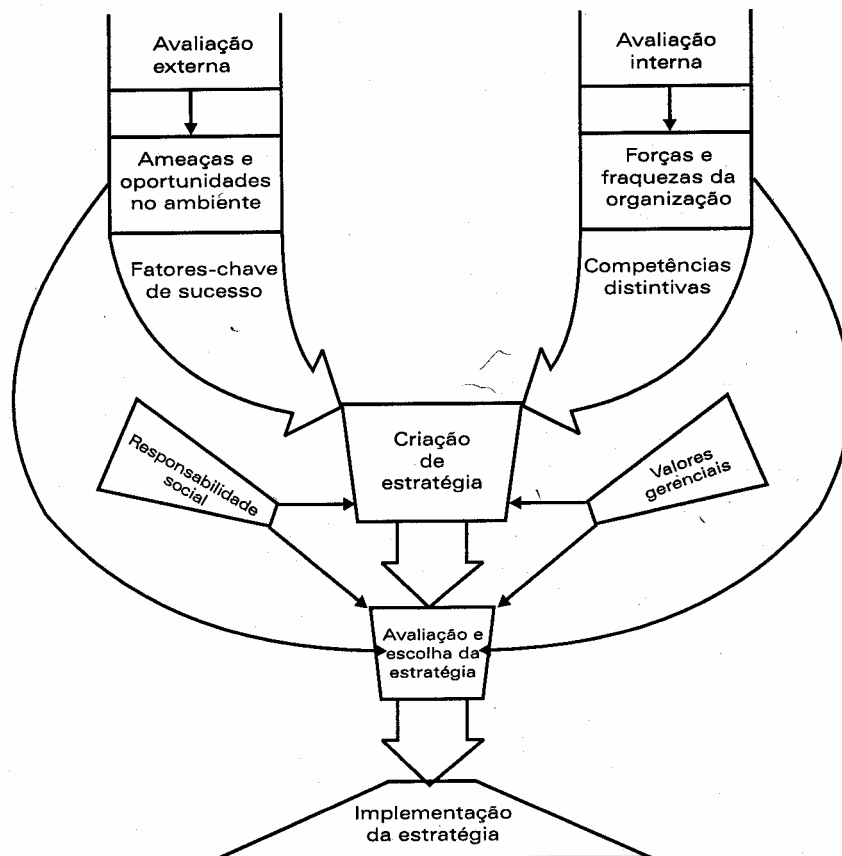 Avaliação
externa
Avaliação
interna
Ameaças e
oportunidades
no ambiente
Forças e
fraquezas da
organização
Fatores-chave
de sucesso
Competências
distintivas
Criação
de
estratégia
Responsabilidade
social
Valores
gerenciais
Avaliação e
escolha da
estratégia
Implementação
da estratégia